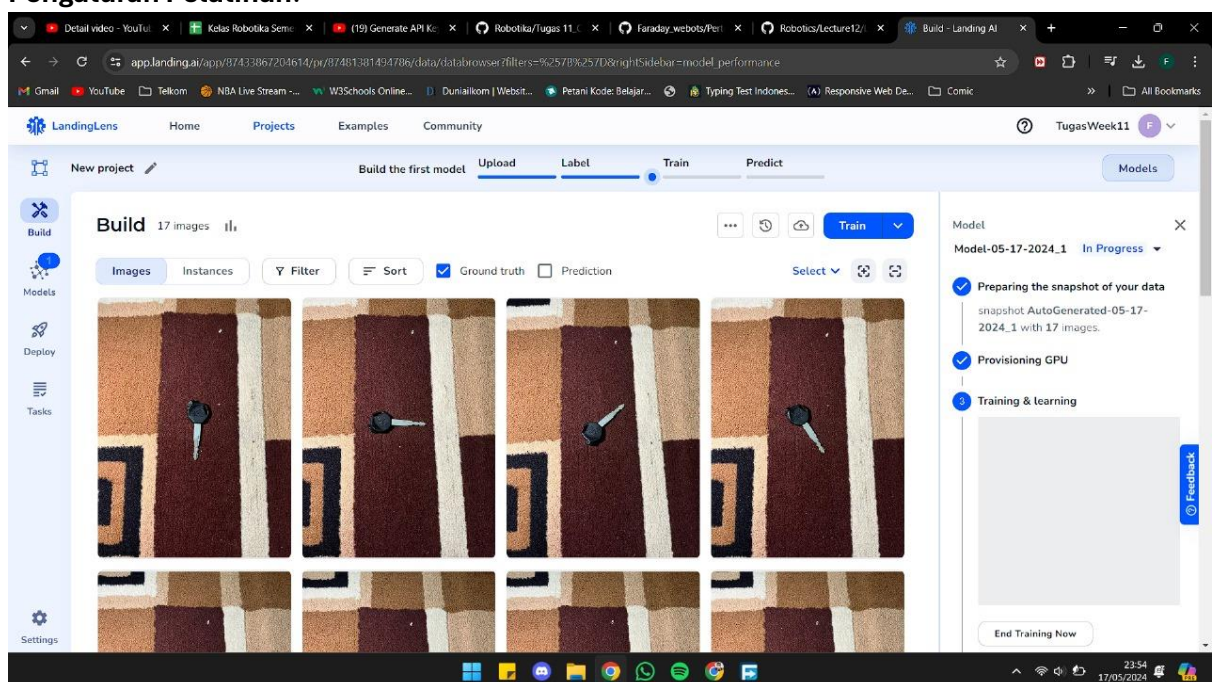 Pengaturan Pelatihan:
Detail video - YouTu
Kelas Robotika Seme
(19) Generate API Ke
Robotika/Tugas 11_C
Faraday_webots/Pert
Robotics/Lecture12/
Build - Landing AI
app.landing.ai/app/87433867204614/pr/87481381494786/data/databrowser?filters=%257B%257D&rightSidebar=model_performance
Gmail
YouTube
Telkom
NBA Live Stream -...
W3Schools Online...
Duniailkom | Websit...
Petani Kode: Belajar...
Typing Test Indones...
Responsive Web De...
Comic
»
All Bookmarks
LandingLens
Home
Projects
Examples
Community
TugasWeek11
F
New project
Build the first model
Upload
Label
Train
Predict
Models
Build
1
Models
Deploy
Tasks
Settings
Build 17 images
Train
Images
Instances
Filter
Sort
Ground truth
Prediction
Select
Model
Model-05-17-2024_1 In Progress
Preparing the snapshot of your data
snapshot AutoGenerated-05-17-
2024_1 with 17 images.
Provisioning GPU
3 Training & learning
End Training Now
Feedback
23:54
17/05/2024